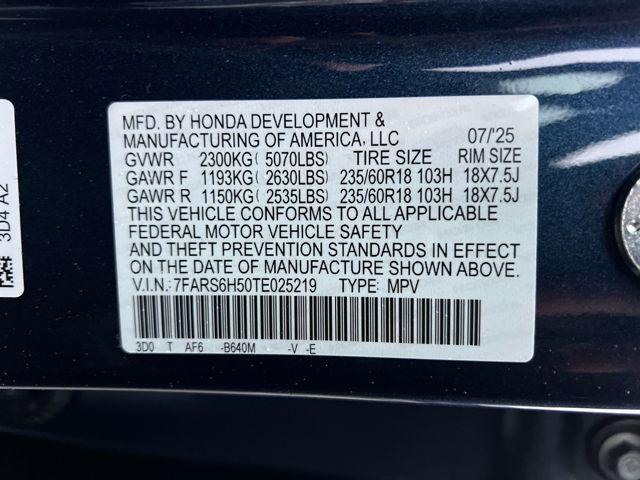 MFD. BY HONDA DEVELOPMENT &
MANUFACTURING OF AMERICA, LLC 07/'25
GVWR 2300KG( 5070LBS) TIRE SIZE RIM SIZE
GAWR F 1193KG( 2630LBS) 235/60R18 103H 18X7.5J
GAWR R 1150KG( 2535LBS) 235/60R18 103H 18X7.5J
THIS VEHICLE CONFORMS TO ALL APPLICABLE
FEDERAL MOTOR VEHICLE SAFETY
AND THEFT PREVENTION STANDARDS IN EFFECT
ON THE DATE OF MANUFACTURE SHOWN ABOVE.
V.I.N.:7FARS6H50TE025219 TYPE: MPV
3D0 T AF6 -B640M -V -E
3D4 A2